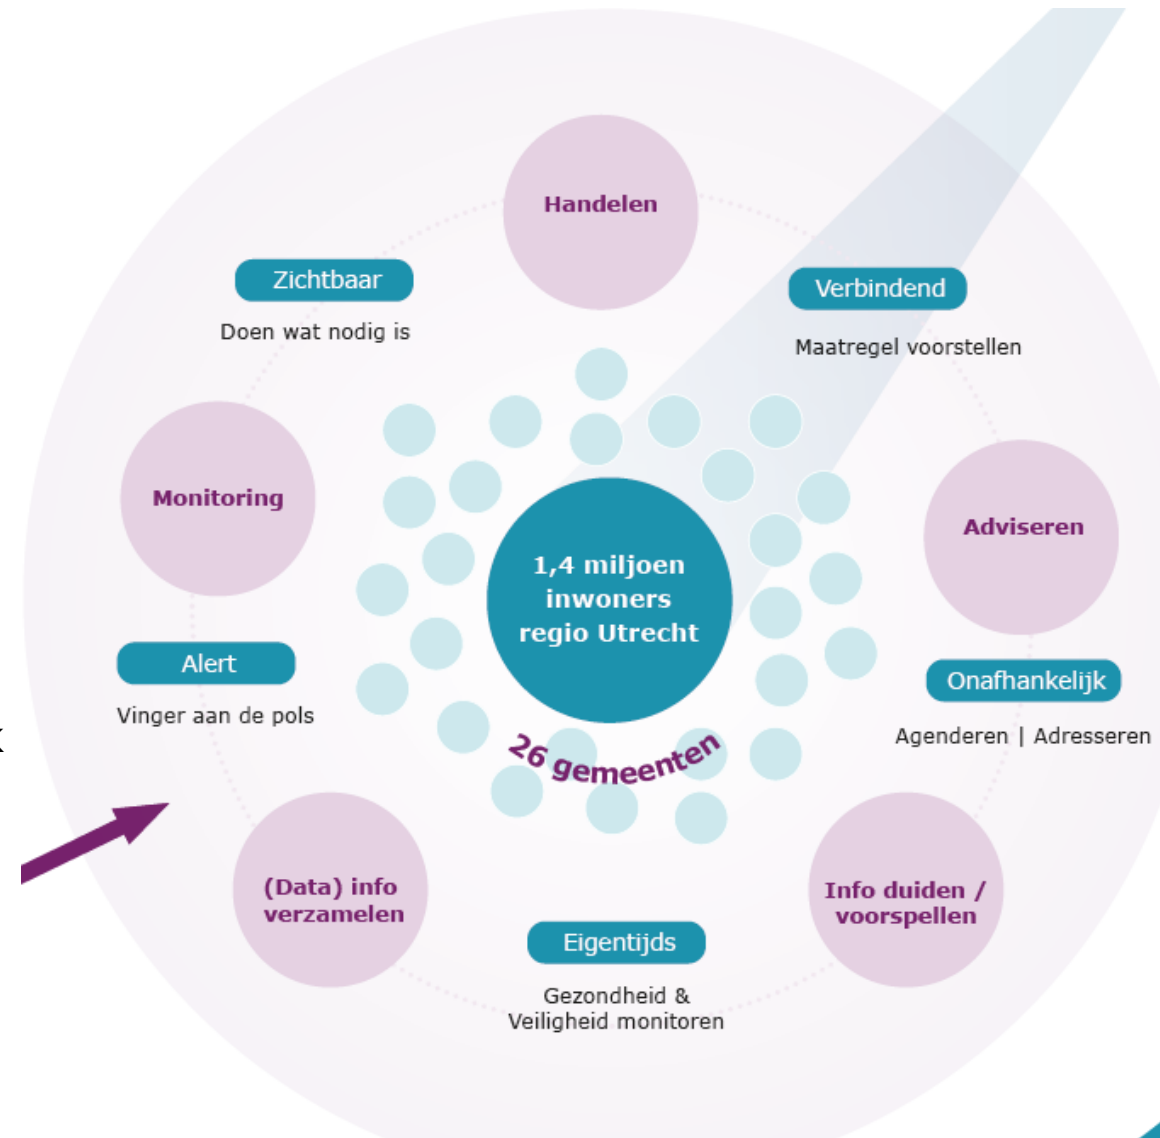 Handelen
Zichtbaar
Doen wat nodig is
Verbindend
Maatregel voorstellen
Monitoring
Adviseren
1,4 miljoen
inwoners
regio Utrecht
26 gemeenten
Alert
Vinger aan de pols
Onafhankelijk
Agenderen | Adresseren
(Data) info
verzamelen
Info duiden /
voorspellen
Eigentijds
Gezondheid &
Veiligheid monitoren